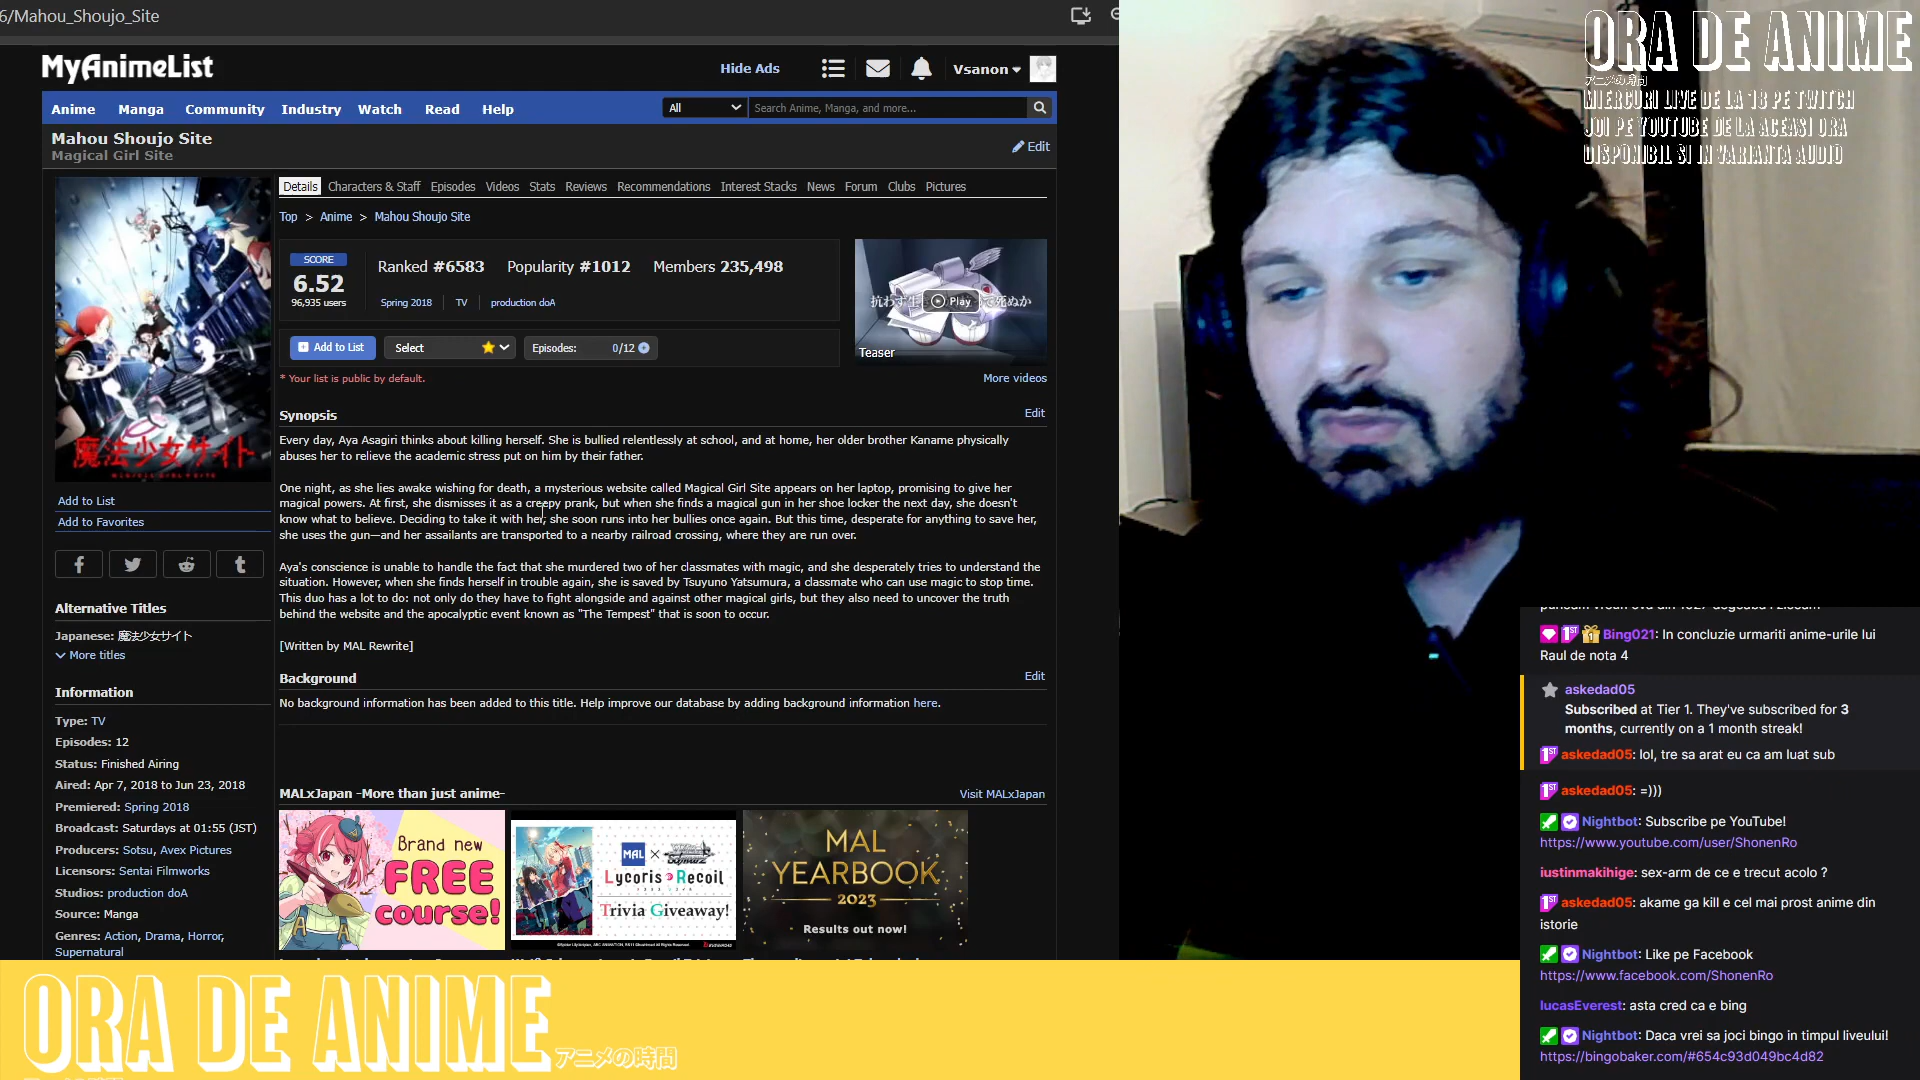 6/Mahou_Shoujo_Site
MyAnimeList
Hide Ads
Vsanon
Anime Manga Community Industry Watch Read Help
All
Search Anime, Manga, and more...
Mahou Shoujo Site
Magical Girl Site
Edit
Details Characters & Staff Episodes Videos Stats Reviews Recommendations Interest Stacks News Forum Clubs Pictures
Top > Anime > Mahou Shoujo Site
SCORE
6.52
96,935 users
Ranked #6583 Popularity #1012 Members 235,498
Spring 2018 TV production doA
Add to List
Select
Episodes: 0/12
Play
Teaser
* Your list is public by default.
More videos
Synopsis
Edit
Every day, Aya Asagiri thinks about killing herself. She is bullied relentlessly at school, and at home, her older brother Kaname physically
abuses her to relieve the academic stress put on him by their father.
One night, as she lies awake wishing for death, a mysterious website called Magical Girl Site appears on her laptop, promising to give her
magical powers. At first, she dismisses it as a creepy prank, but when she finds a magical gun in her shoe locker the next day, she doesn't
know what to believe. Deciding to take it with her, she soon runs into her bullies once again. But this time, desperate for anything to save her,
she uses the gun—and her assailants are transported to a nearby railroad crossing, where they are run over.
Aya's conscience is unable to handle the fact that she murdered two of her classmates with magic, and she desperately tries to understand the
situation. However, when she finds herself in trouble again, she is saved by Tsuyuno Yatsumura, a classmate who can use magic to stop time.
This duo has a lot to do: not only do they have to fight alongside and against other magical girls, but they also need to uncover the truth
behind the website and the apocalyptic event known as "The Tempest" that is soon to occur.
[Written by MAL Rewrite]
Background
Edit
No background information has been added to this title. Help improve our database by adding background information here.
MALxJapan -More than just anime-
Visit MALxJapan
Brand new
FREE
course!
MAL ×
Lycoris Recoil
Trivia Giveaway!
MAL
YEARBOOK
2023
Results out now!
魔法少女サイト
Add to List
Add to Favorites
Alternative Titles
Japanese: 魔法少女サイト
More titles
Information
Type: TV
Episodes: 12
Status: Finished Airing
Aired: Apr 7, 2018 to Jun 23, 2018
Premiered: Spring 2018
Broadcast: Saturdays at 01:55 (JST)
Producers: Sotsu, Avex Pictures
Licensors: Sentai Filmworks
Studios: production doA
Source: Manga
Genres: Action, Drama, Horror,
Supernatural
ORA DE ANIME
アニメの時間
ORA DE ANIME
アニメの時間
MIERCURI LIVE DE LA 18 PE TWITCH
JOI PE YOUTUBE DE LA ACEASI ORA
DISPONIBIL SI IN VARIANTA AUDIO
Bing021: In concluzie urmariti anime-urile lui
Raul de nota 4
askedad05
Subscribed at Tier 1. They've subscribed for 3
months, currently on a 1 month streak!
askedad05: lol, tre sa arat eu ca am luat sub
askedad05: =)))
Nightbot: Subscribe pe YouTube!
https://www.youtube.com/user/ShonenRo
iustinmakihige: sex-arm de ce e trecut acolo ?
askedad05: akame ga kill e cel mai prost anime din
istorie
Nightbot: Like pe Facebook
https://www.facebook.com/ShonenRo
lucasEverest: asta cred ca e bing
Nightbot: Daca vrei sa joci bingo in timpul liveului!
https://bingobaker.com/#654c93d049bc4d82